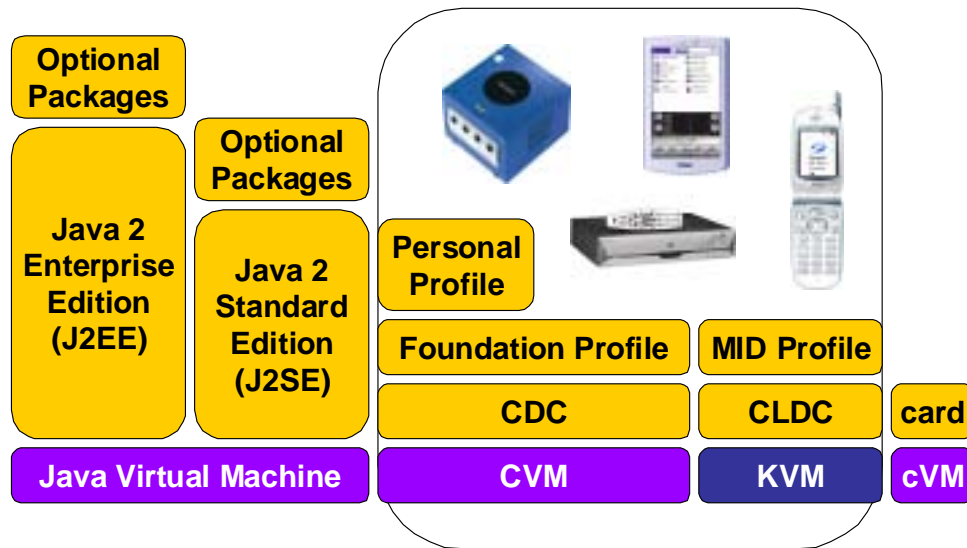 Optional
Packages
Java 2
Enterprise
Edition
(J2EE)
Optional
Packages
Java 2
Standard
Edition
(J2SE)
Personal
Profile
Foundation Profile
MID Profile
CDC
CLDC
card
Java Virtual Machine
CVM
KVM
cVM